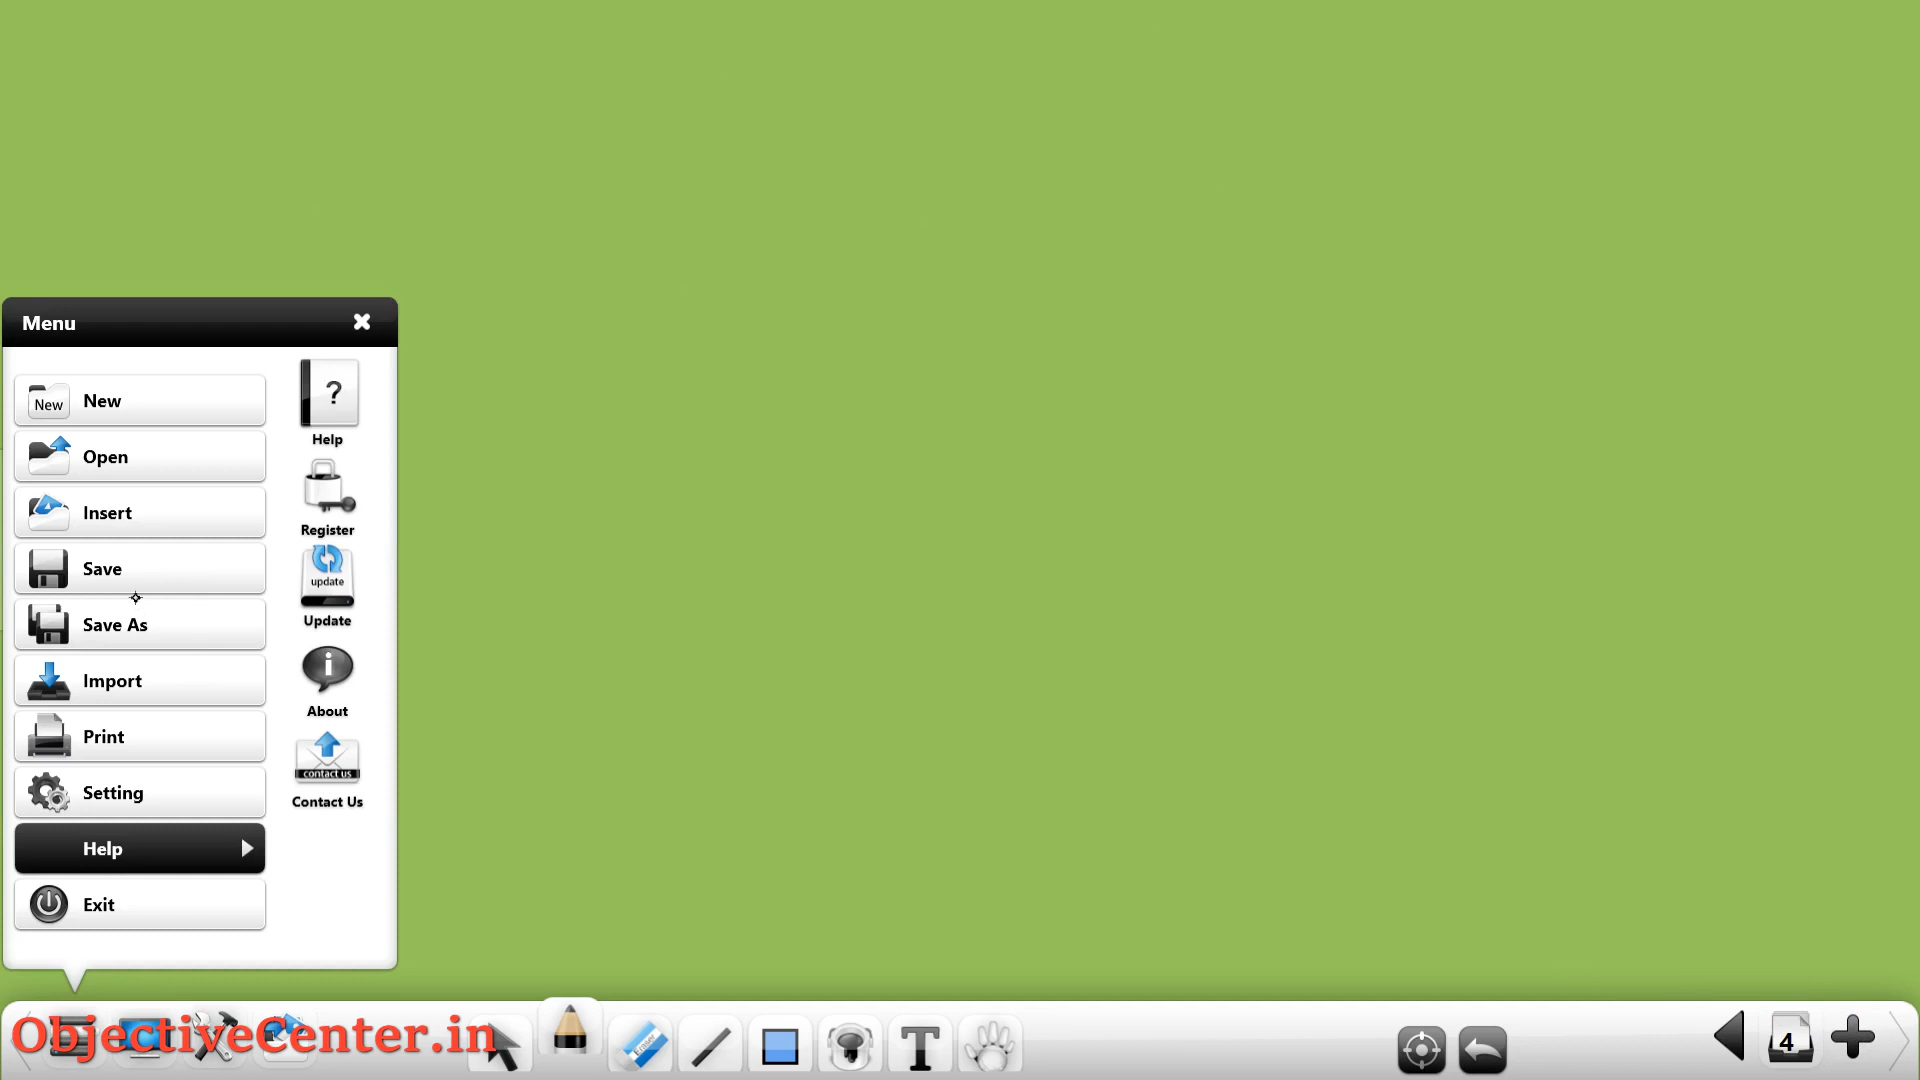 Menu
New
New
Open
Insert
Save
Save As
Import
Print
Setting
Help
Exit
?
Help
Register
update
Update
i
About
contact us
Contact Us
ObjectiveCenter.in
Eraser
T
4